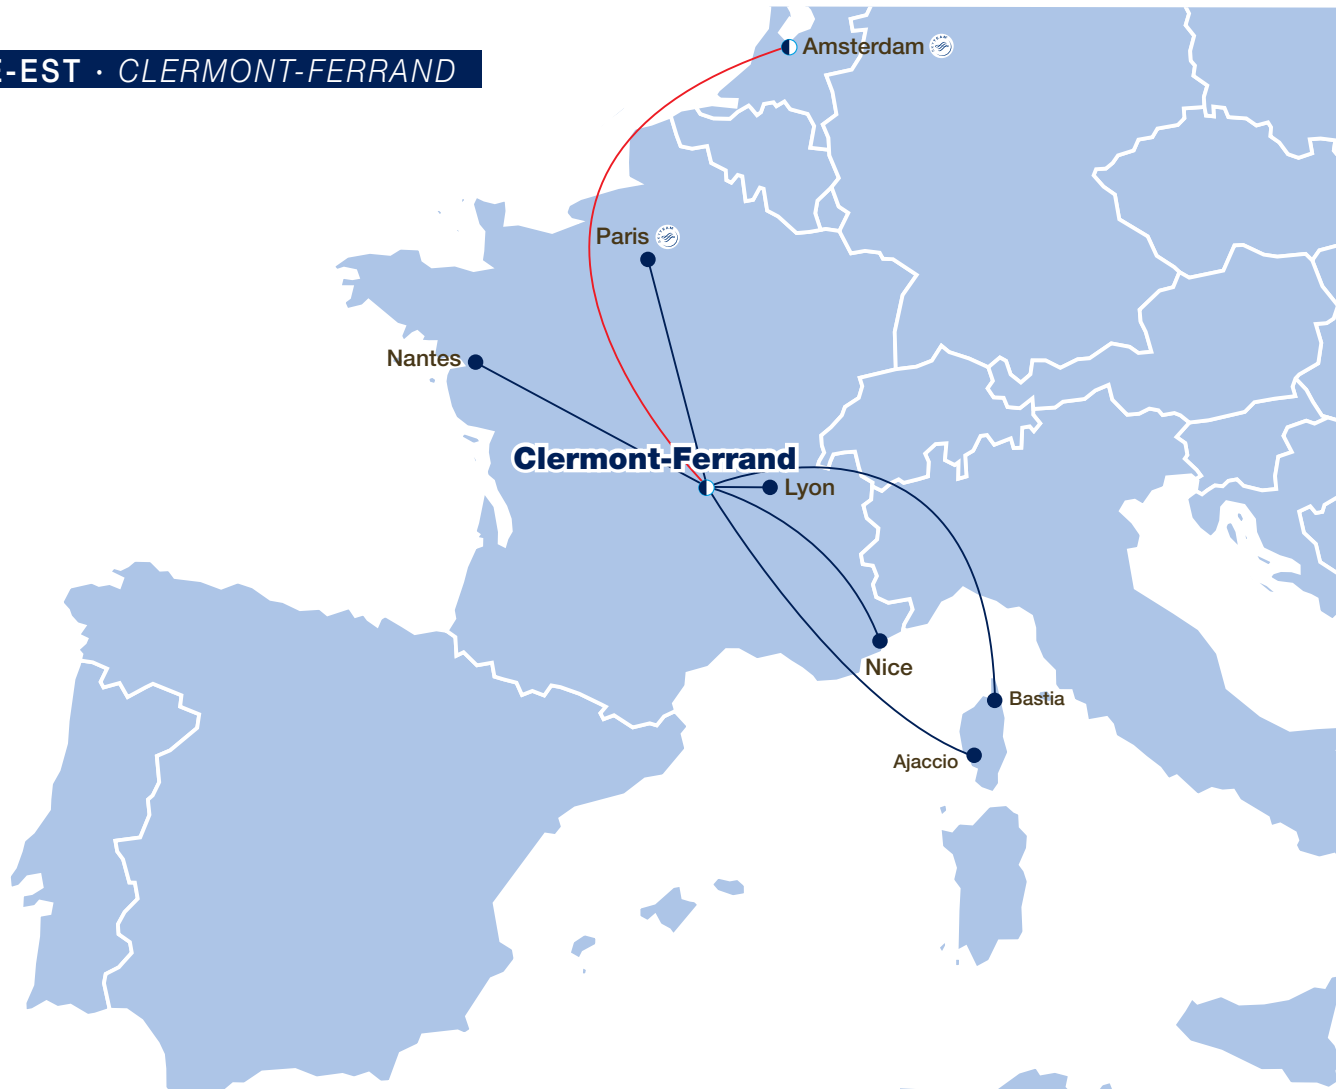 E-EST · CLERMONT-FERRAND
Amsterdam
Paris
Nantes
Clermont-Ferrand
Lyon
Nice
Bastia
Ajaccio